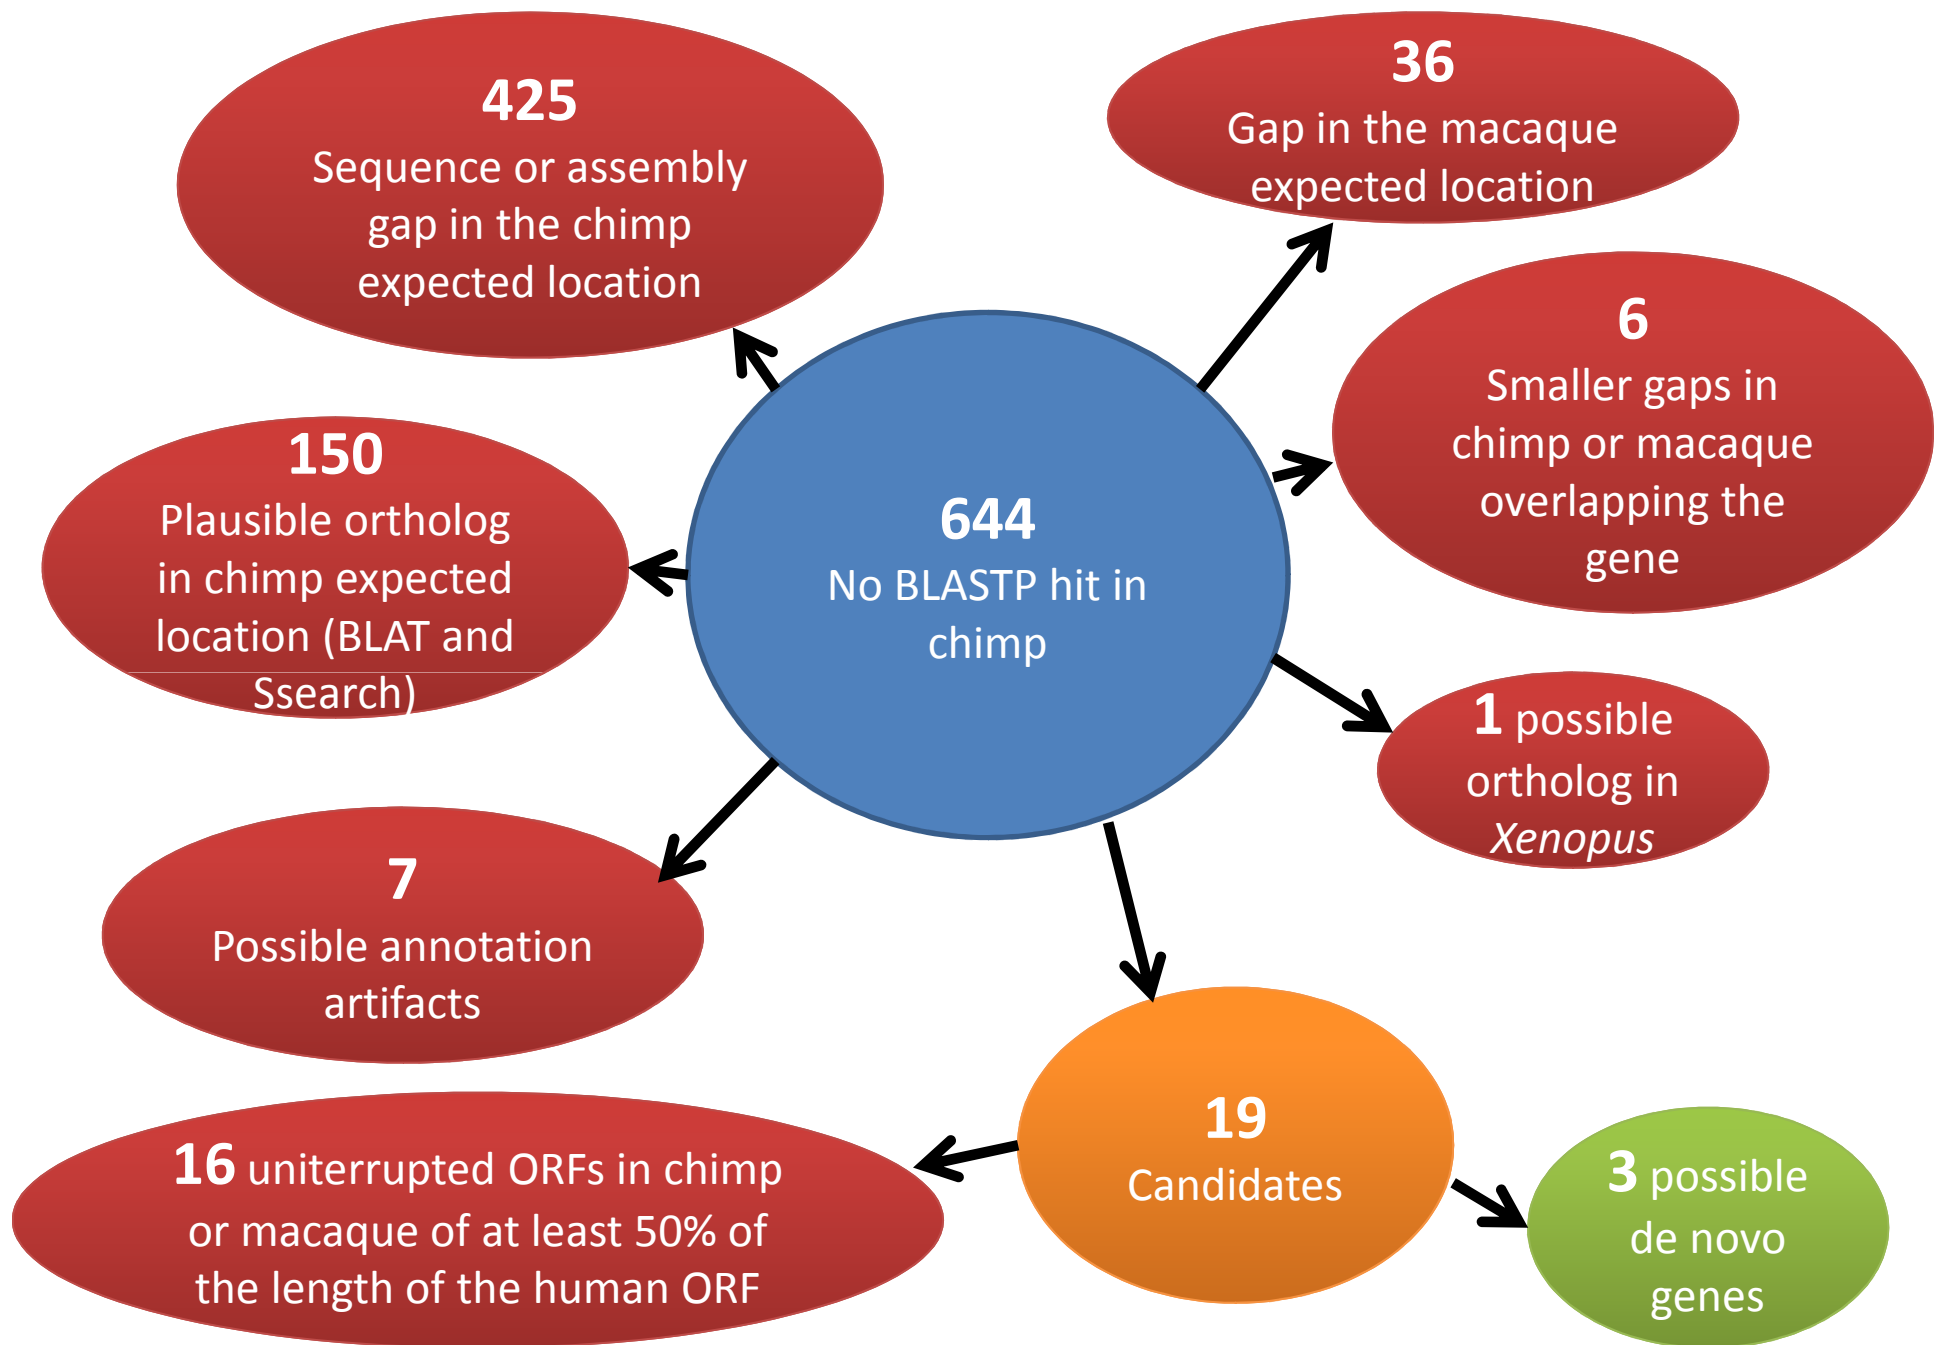 425
Sequence or assembly
gap in the chimp
expected location
36
Gap in the macaque
expected location
6
Smaller gaps in
chimp or macaque
overlapping the
gene
150
Plausible ortholog
in chimp expected
location (BLAT and
Ssearch)
644
No BLASTP hit in
chimp
1 possible
ortholog in
Xenopus
7
Possible annotation
artifacts
19
Candidates
16 uniterrupted ORFs in chimp
or macaque of at least 50% of
the length of the human ORF
3 possible
de novo
genes